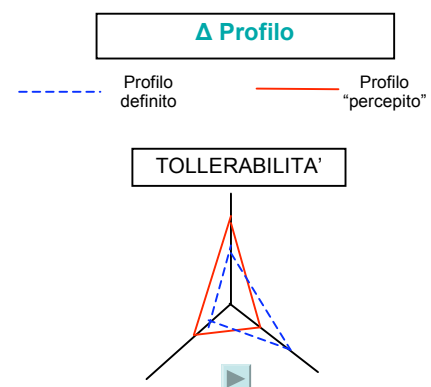 Δ Profilo
Profilo
definito
Profilo
“percepito”
TOLLERABILITA’